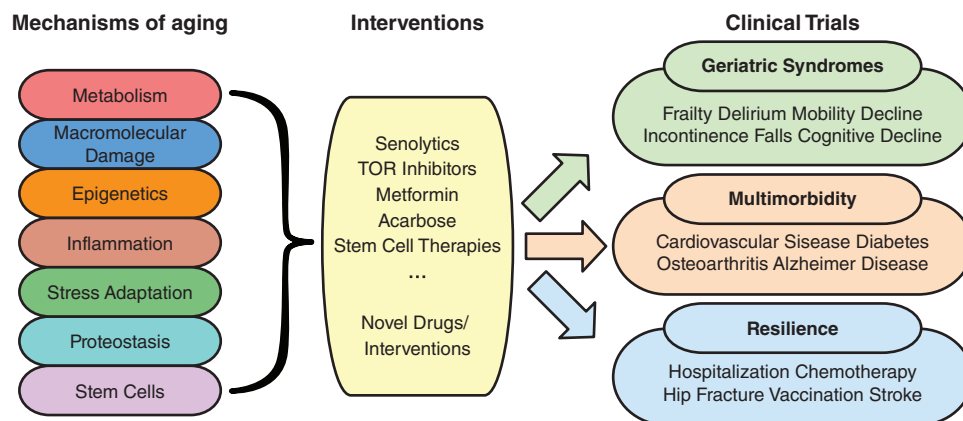 Mechanisms of aging
Metabolism
Macromolecular
Damage
Epigenetics
Inflammation
Stress Adaptation
Proteostasis
Stem Cells
Interventions
Senolytics
TOR Inhibitors
Metformin
Acarbose
Stem Cell Therapies
...
Novel Drugs/
Interventions
Clinical Trials
Geriatric Syndromes
Frailty Delirium Mobility Decline
Incontinence Falls Cognitive Decline
Multimorbidity
Cardiovascular Sisease Diabetes
Osteoarthritis Alzheimer Disease
Resilience
Hospitalization Chemotherapy
Hip Fracture Vaccination Stroke